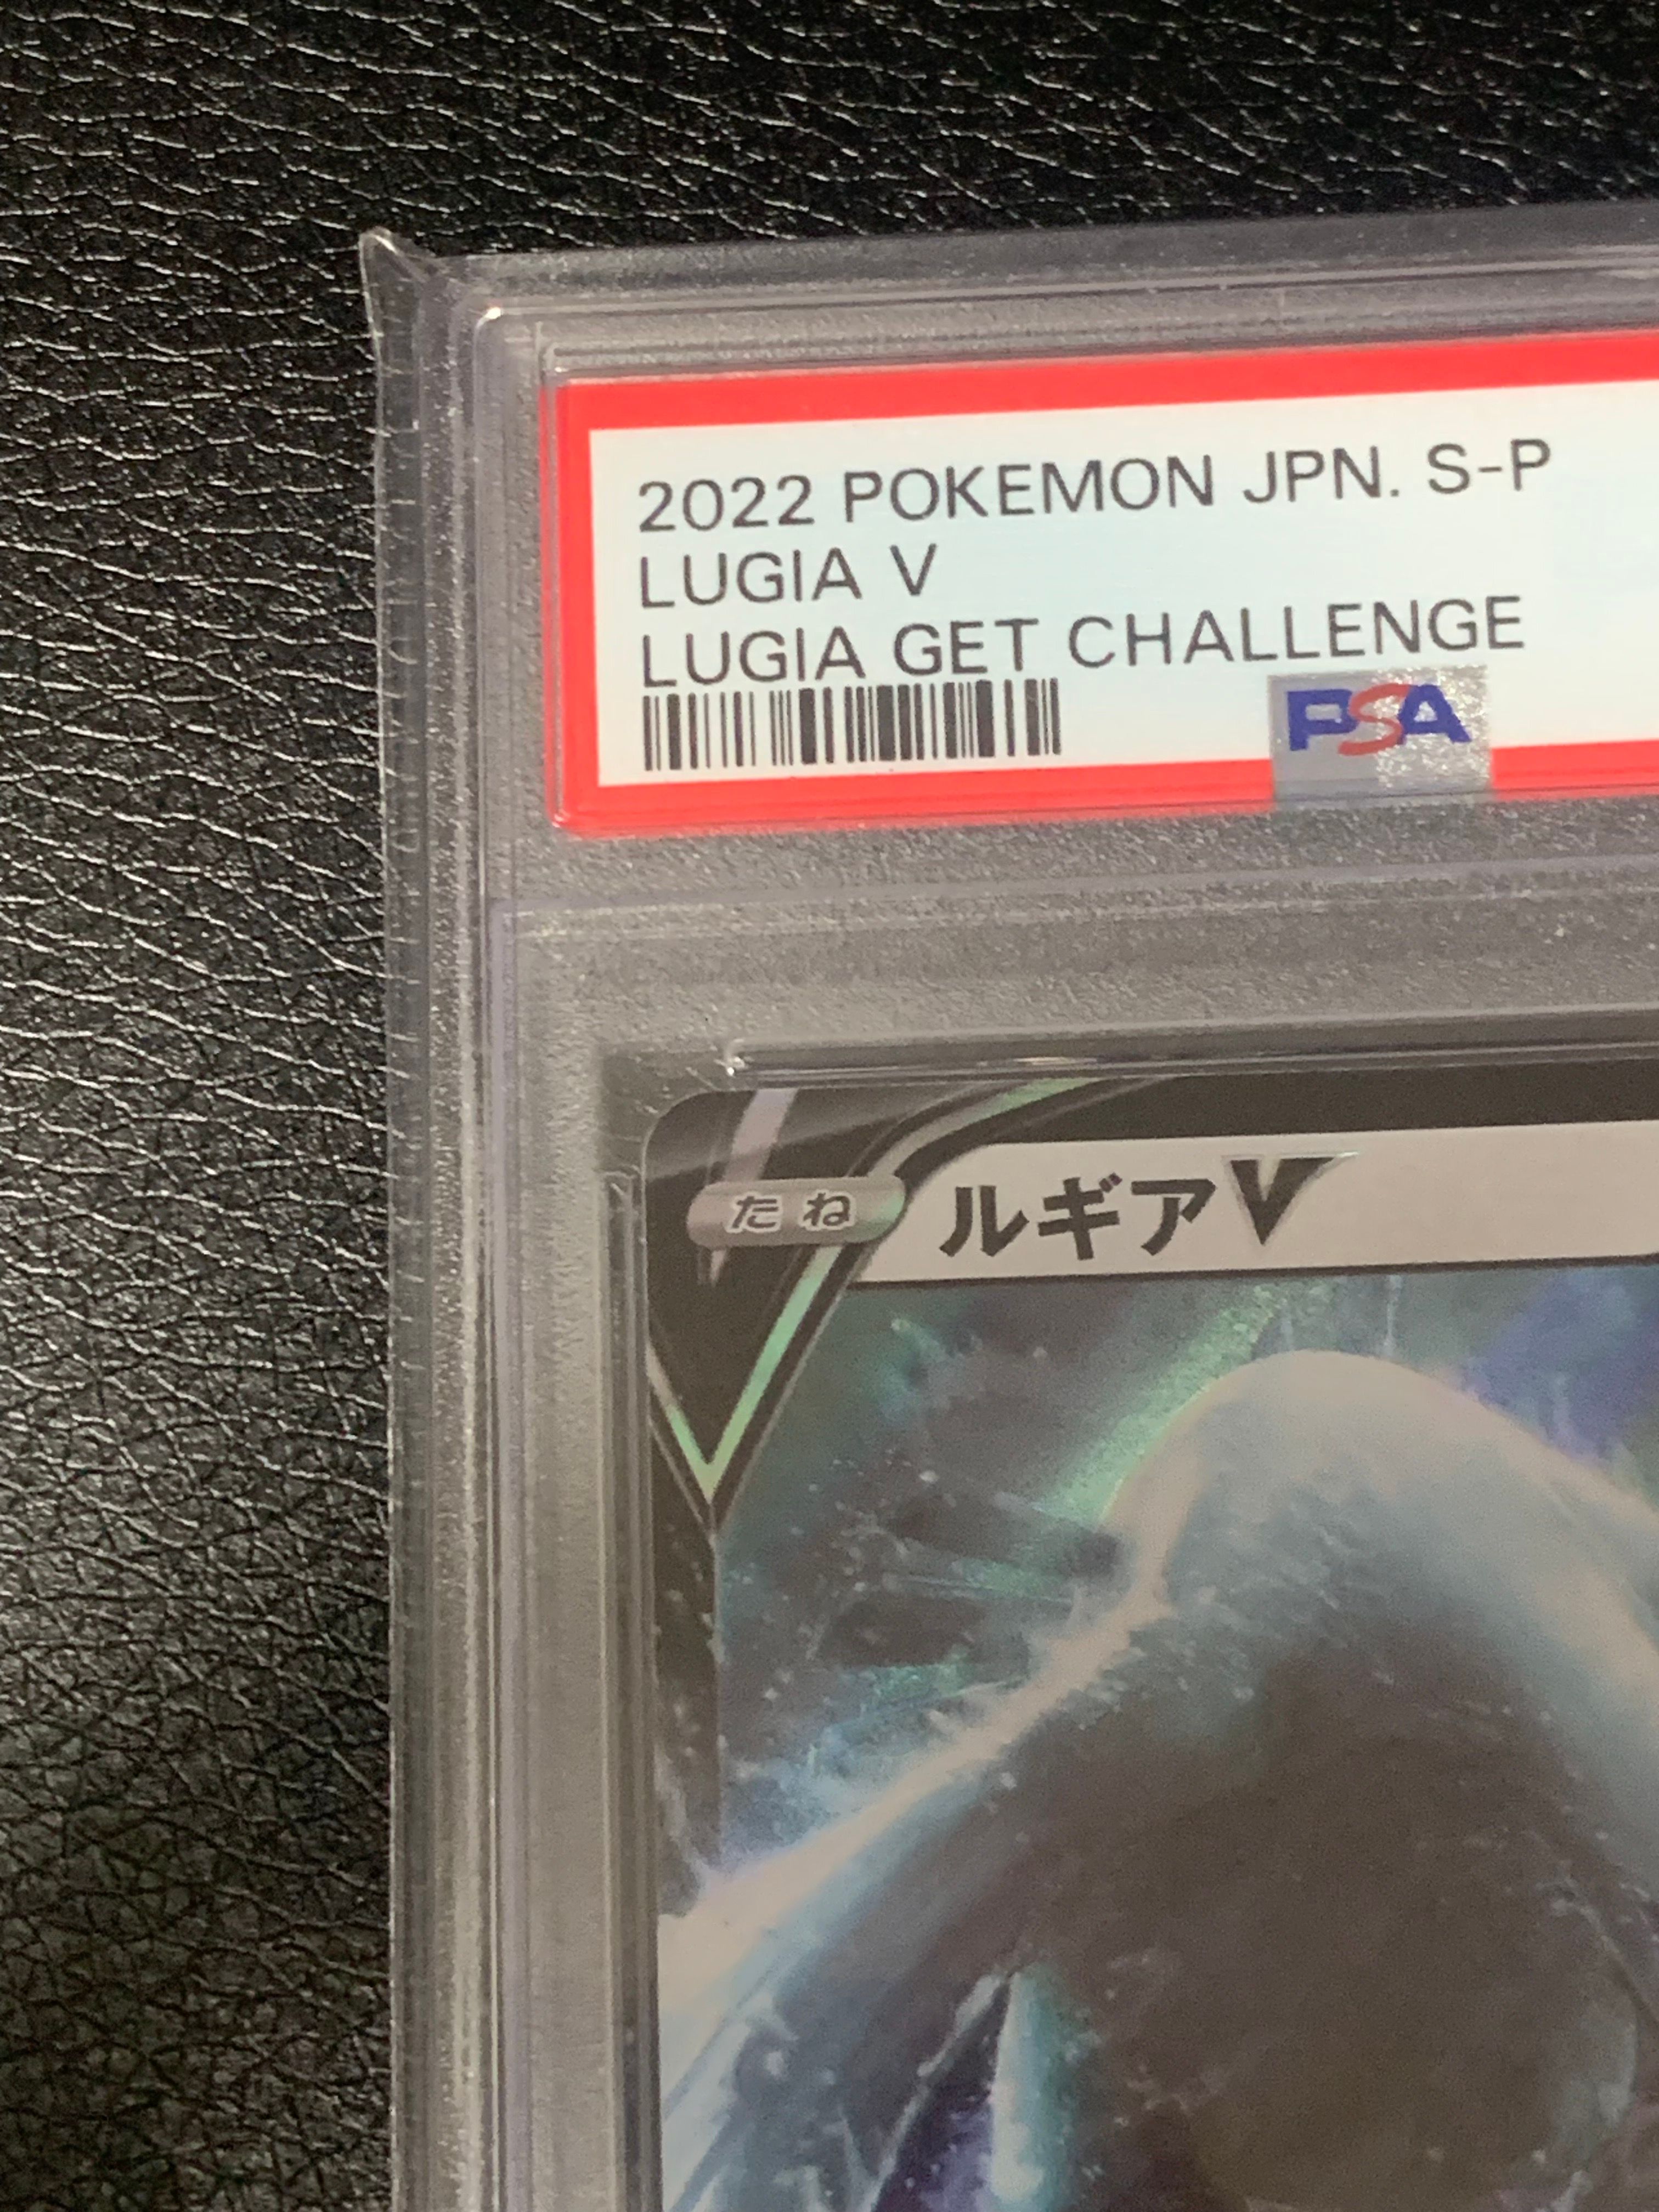 2022 POKEMON JPN. S-P
LUGIA V
LUGIA GET CHALLENGE
PSA
たね ルギアV